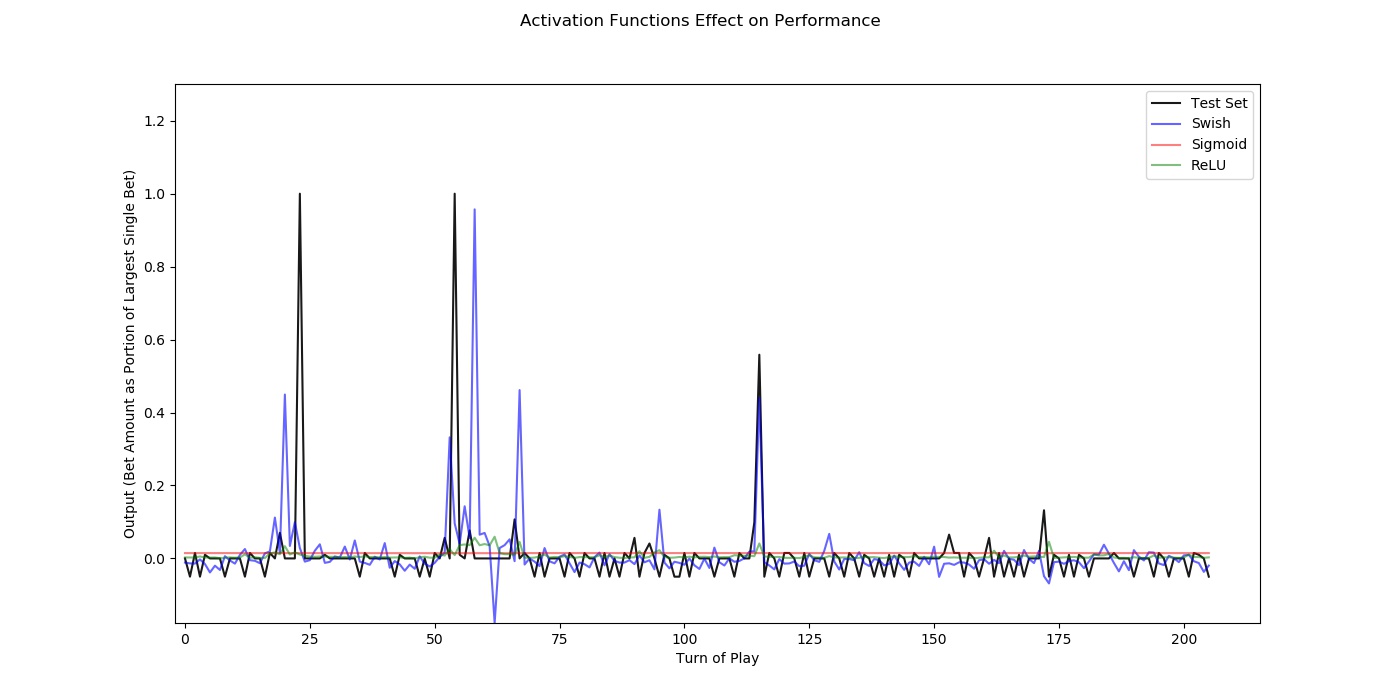 Activation Functions Effect on Performance
Test Set
Swish
Sigmoid
ReLU
Output (Bet Amount as Portion of Largest Single Bet)
1.2
1.0
0.8
0.6
0.4
0.2
0.0
0 25 50 75 100 125 150 175 200
Turn of Play